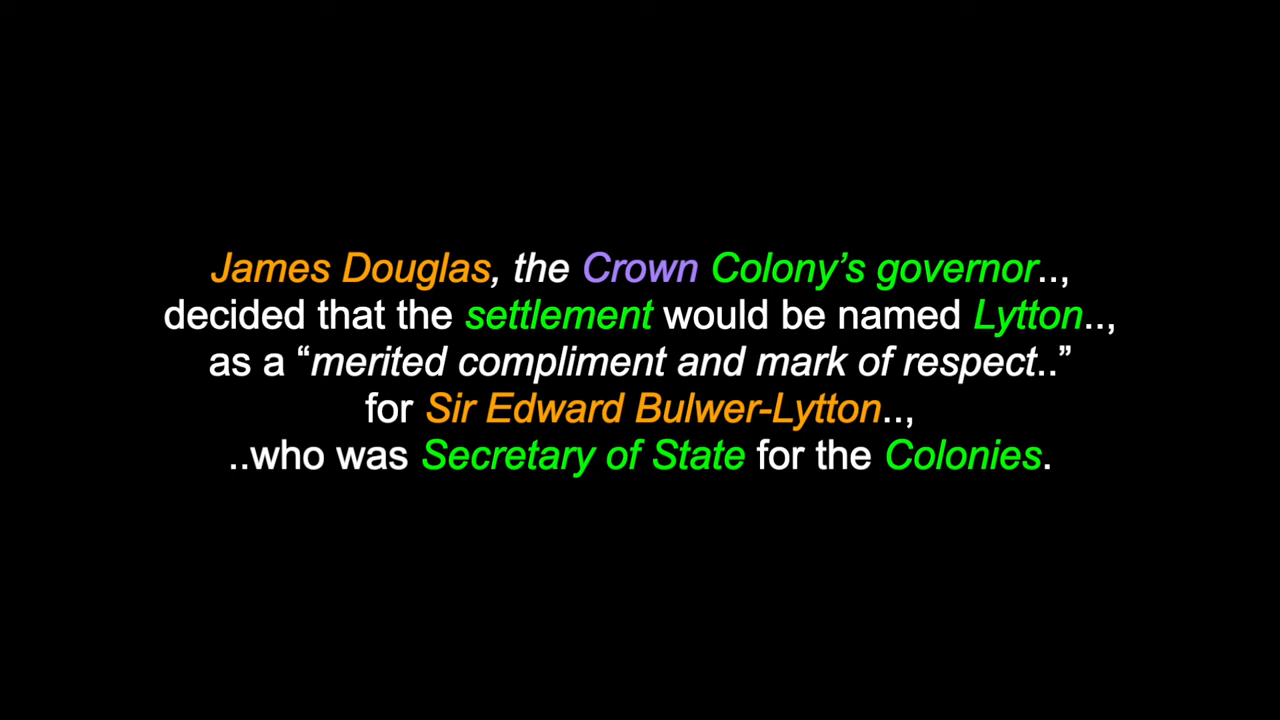 James Douglas, the Crown Colony’s governor..,
decided that the settlement would be named Lytton..,
as a “merited compliment and mark of respect..”
for Sir Edward Bulwer-Lytton..,
..who was Secretary of State for the Colonies.